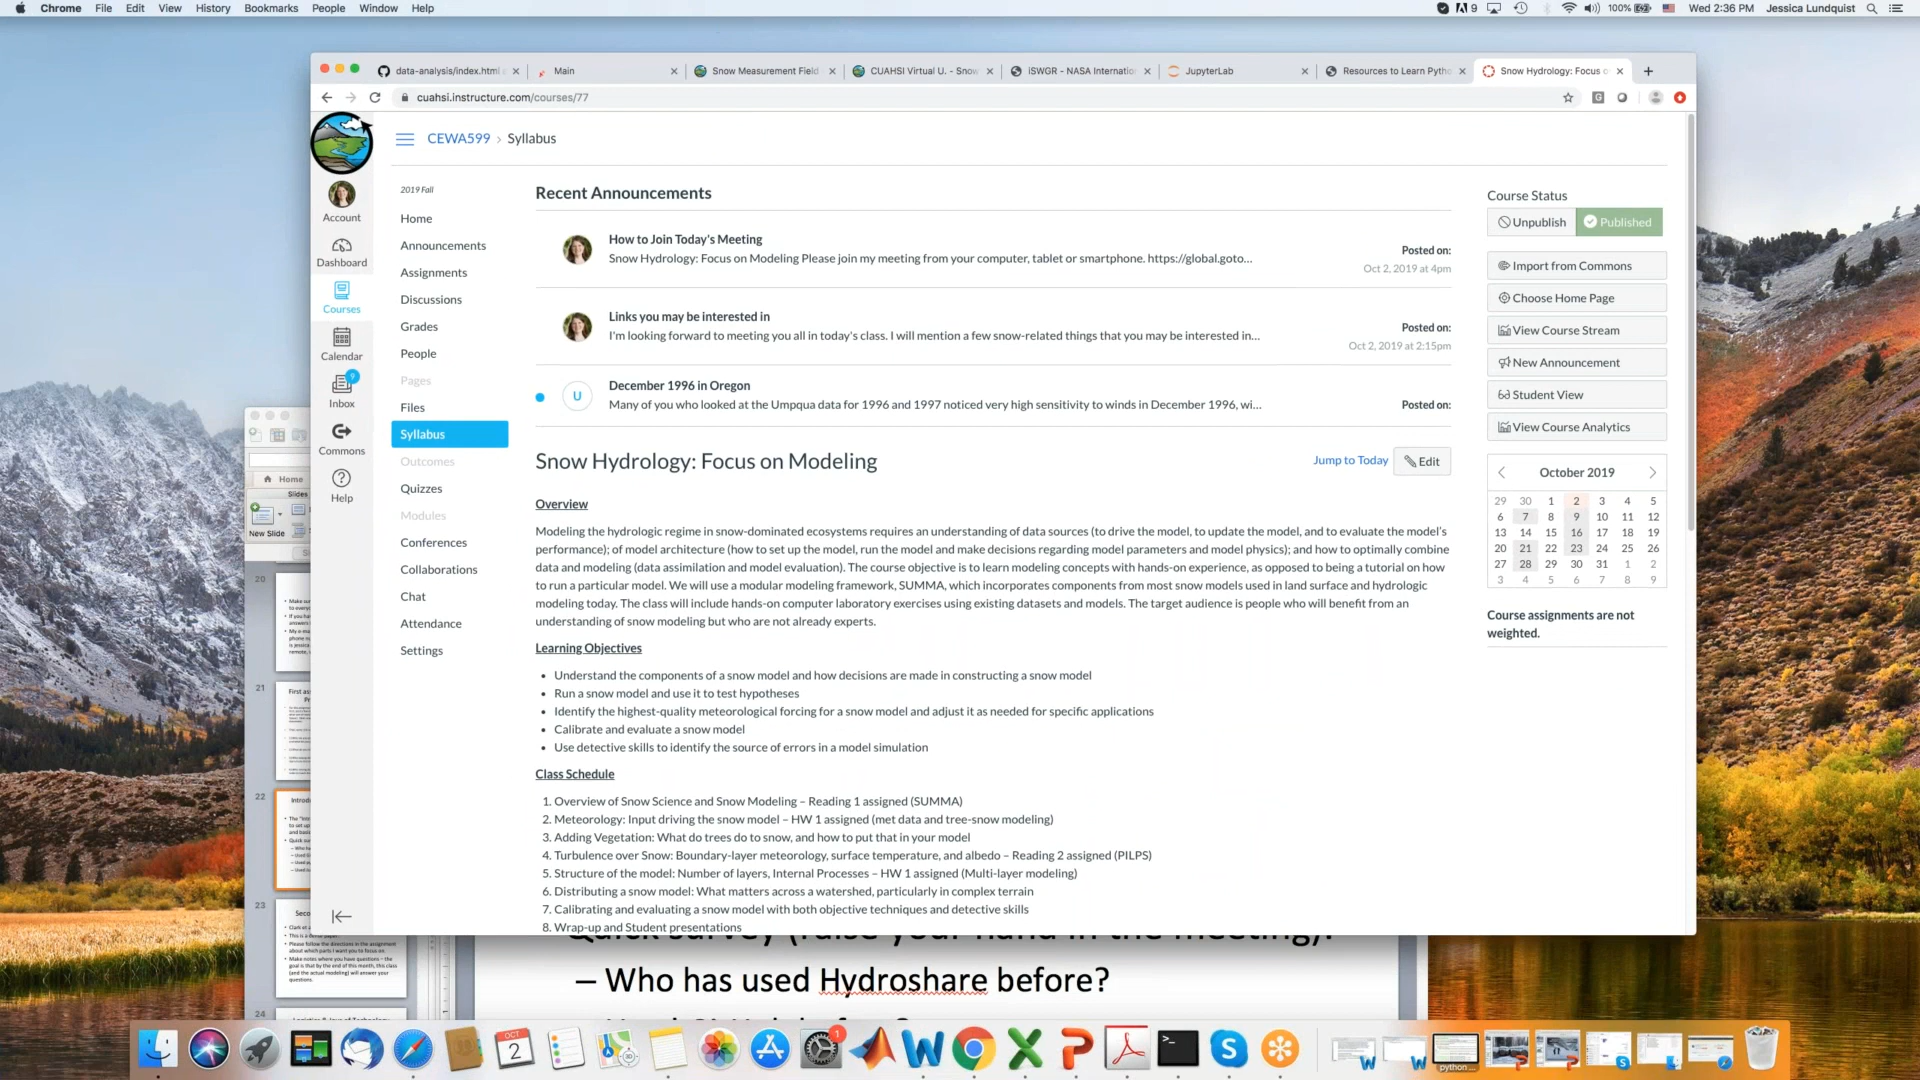 Chrome File Edit View History Bookmarks People Window Help
9 100% Wed 2:36 PM Jessica Lundquist
data-analysis/index.html
Main
Snow Measurement Field
CUAHSI Virtual U. - Snow
iSWGR - NASA Internatio
JupyterLab
Resources to Learn Pytho
Snow Hydrology: Focus o
cuahsi.instructure.com/courses/77
CEWA599 › Syllabus
Account
Dashboard
Courses
Calendar
9
Inbox
Commons
Help
2019 Fall
Home
Announcements
Assignments
Discussions
Grades
People
Pages
Files
Syllabus
Outcomes
Quizzes
Modules
Conferences
Collaborations
Chat
Attendance
Settings
Recent Announcements
How to Join Today's Meeting
Snow Hydrology: Focus on Modeling Please join my meeting from your computer, tablet or smartphone. https://global.goto...
Posted on:
Oct 2, 2019 at 4pm
Links you may be interested in
I'm looking forward to meeting you all in today's class. I will mention a few snow-related things that you may be interested in...
Posted on:
Oct 2, 2019 at 2:15pm
U
December 1996 in Oregon
Many of you who looked at the Umpqua data for 1996 and 1997 noticed very high sensitivity to winds in December 1996, wi...
Posted on:
Snow Hydrology: Focus on Modeling
Jump to Today
Edit
Overview
Modeling the hydrologic regime in snow-dominated ecosystems requires an understanding of data sources (to drive the model, to update the model, and to evaluate the model's
performance); of model architecture (how to set up the model, run the model and make decisions regarding model parameters and model physics); and how to optimally combine
data and modeling (data assimilation and model evaluation). The course objective is to learn modeling concepts with hands-on experience, as opposed to being a tutorial on how
to run a particular model. We will use a modular modeling framework, SUMMA, which incorporates components from most snow models used in land surface and hydrologic
modeling today. The class will include hands-on computer laboratory exercises using existing datasets and models. The target audience is people who will benefit from an
understanding of snow modeling but who are not already experts.
Learning Objectives
• Understand the components of a snow model and how decisions are made in constructing a snow model
• Run a snow model and use it to test hypotheses
• Identify the highest-quality meteorological forcing for a snow model and adjust it as needed for specific applications
• Calibrate and evaluate a snow model
• Use detective skills to identify the source of errors in a model simulation
Class Schedule
1. Overview of Snow Science and Snow Modeling – Reading 1 assigned (SUMMA)
2. Meteorology: Input driving the snow model – HW 1 assigned (met data and tree-snow modeling)
3. Adding Vegetation: What do trees do to snow, and how to put that in your model
4. Turbulence over Snow: Boundary-layer meteorology, surface temperature, and albedo – Reading 2 assigned (PILPS)
5. Structure of the model: Number of layers, Internal Processes – HW 1 assigned (Multi-layer modeling)
6. Distributing a snow model: What matters across a watershed, particularly in complex terrain
7. Calibrating and evaluating a snow model with both objective techniques and detective skills
8. Wrap-up and Student presentations
Course Status
Unpublish Published
Import from Commons
Choose Home Page
View Course Stream
New Announcement
Student View
View Course Analytics
October 2019
29 30 1 2 3 4 5
6 7 8 9 10 11 12
13 14 15 16 17 18 19
20 21 22 23 24 25 26
27 28 29 30 31 1 2
3 4 5 6 7 8 9
Course assignments are not
weighted.
Home
Slides
New Slide
20
21
22
23
24
Quick survey (raise your hand in the meeting):
– Who has used Hydroshare before?
OCT
2
1
python ...